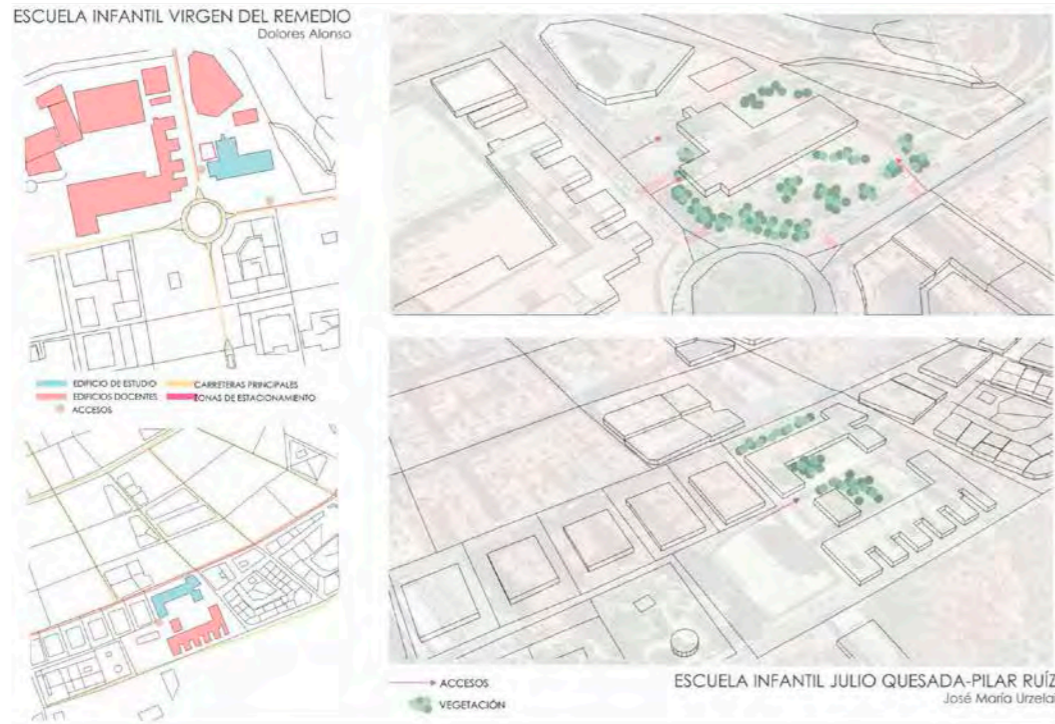 ESCUELA INFANTIL VIRGEN DEL REMEDIO
Dolores Alonso
EDIFICIO DE ESTUDIO
CARRETERAS PRINCIPALES
EDIFICIOS DOCENTES
ZONAS DE ESTACIONAMIENTO
ACCESOS
ACCESOS
VEGETACIÓN
ESCUELA INFANTIL JULIO QUESADA-PILAR RUÍZ
José María Urzela